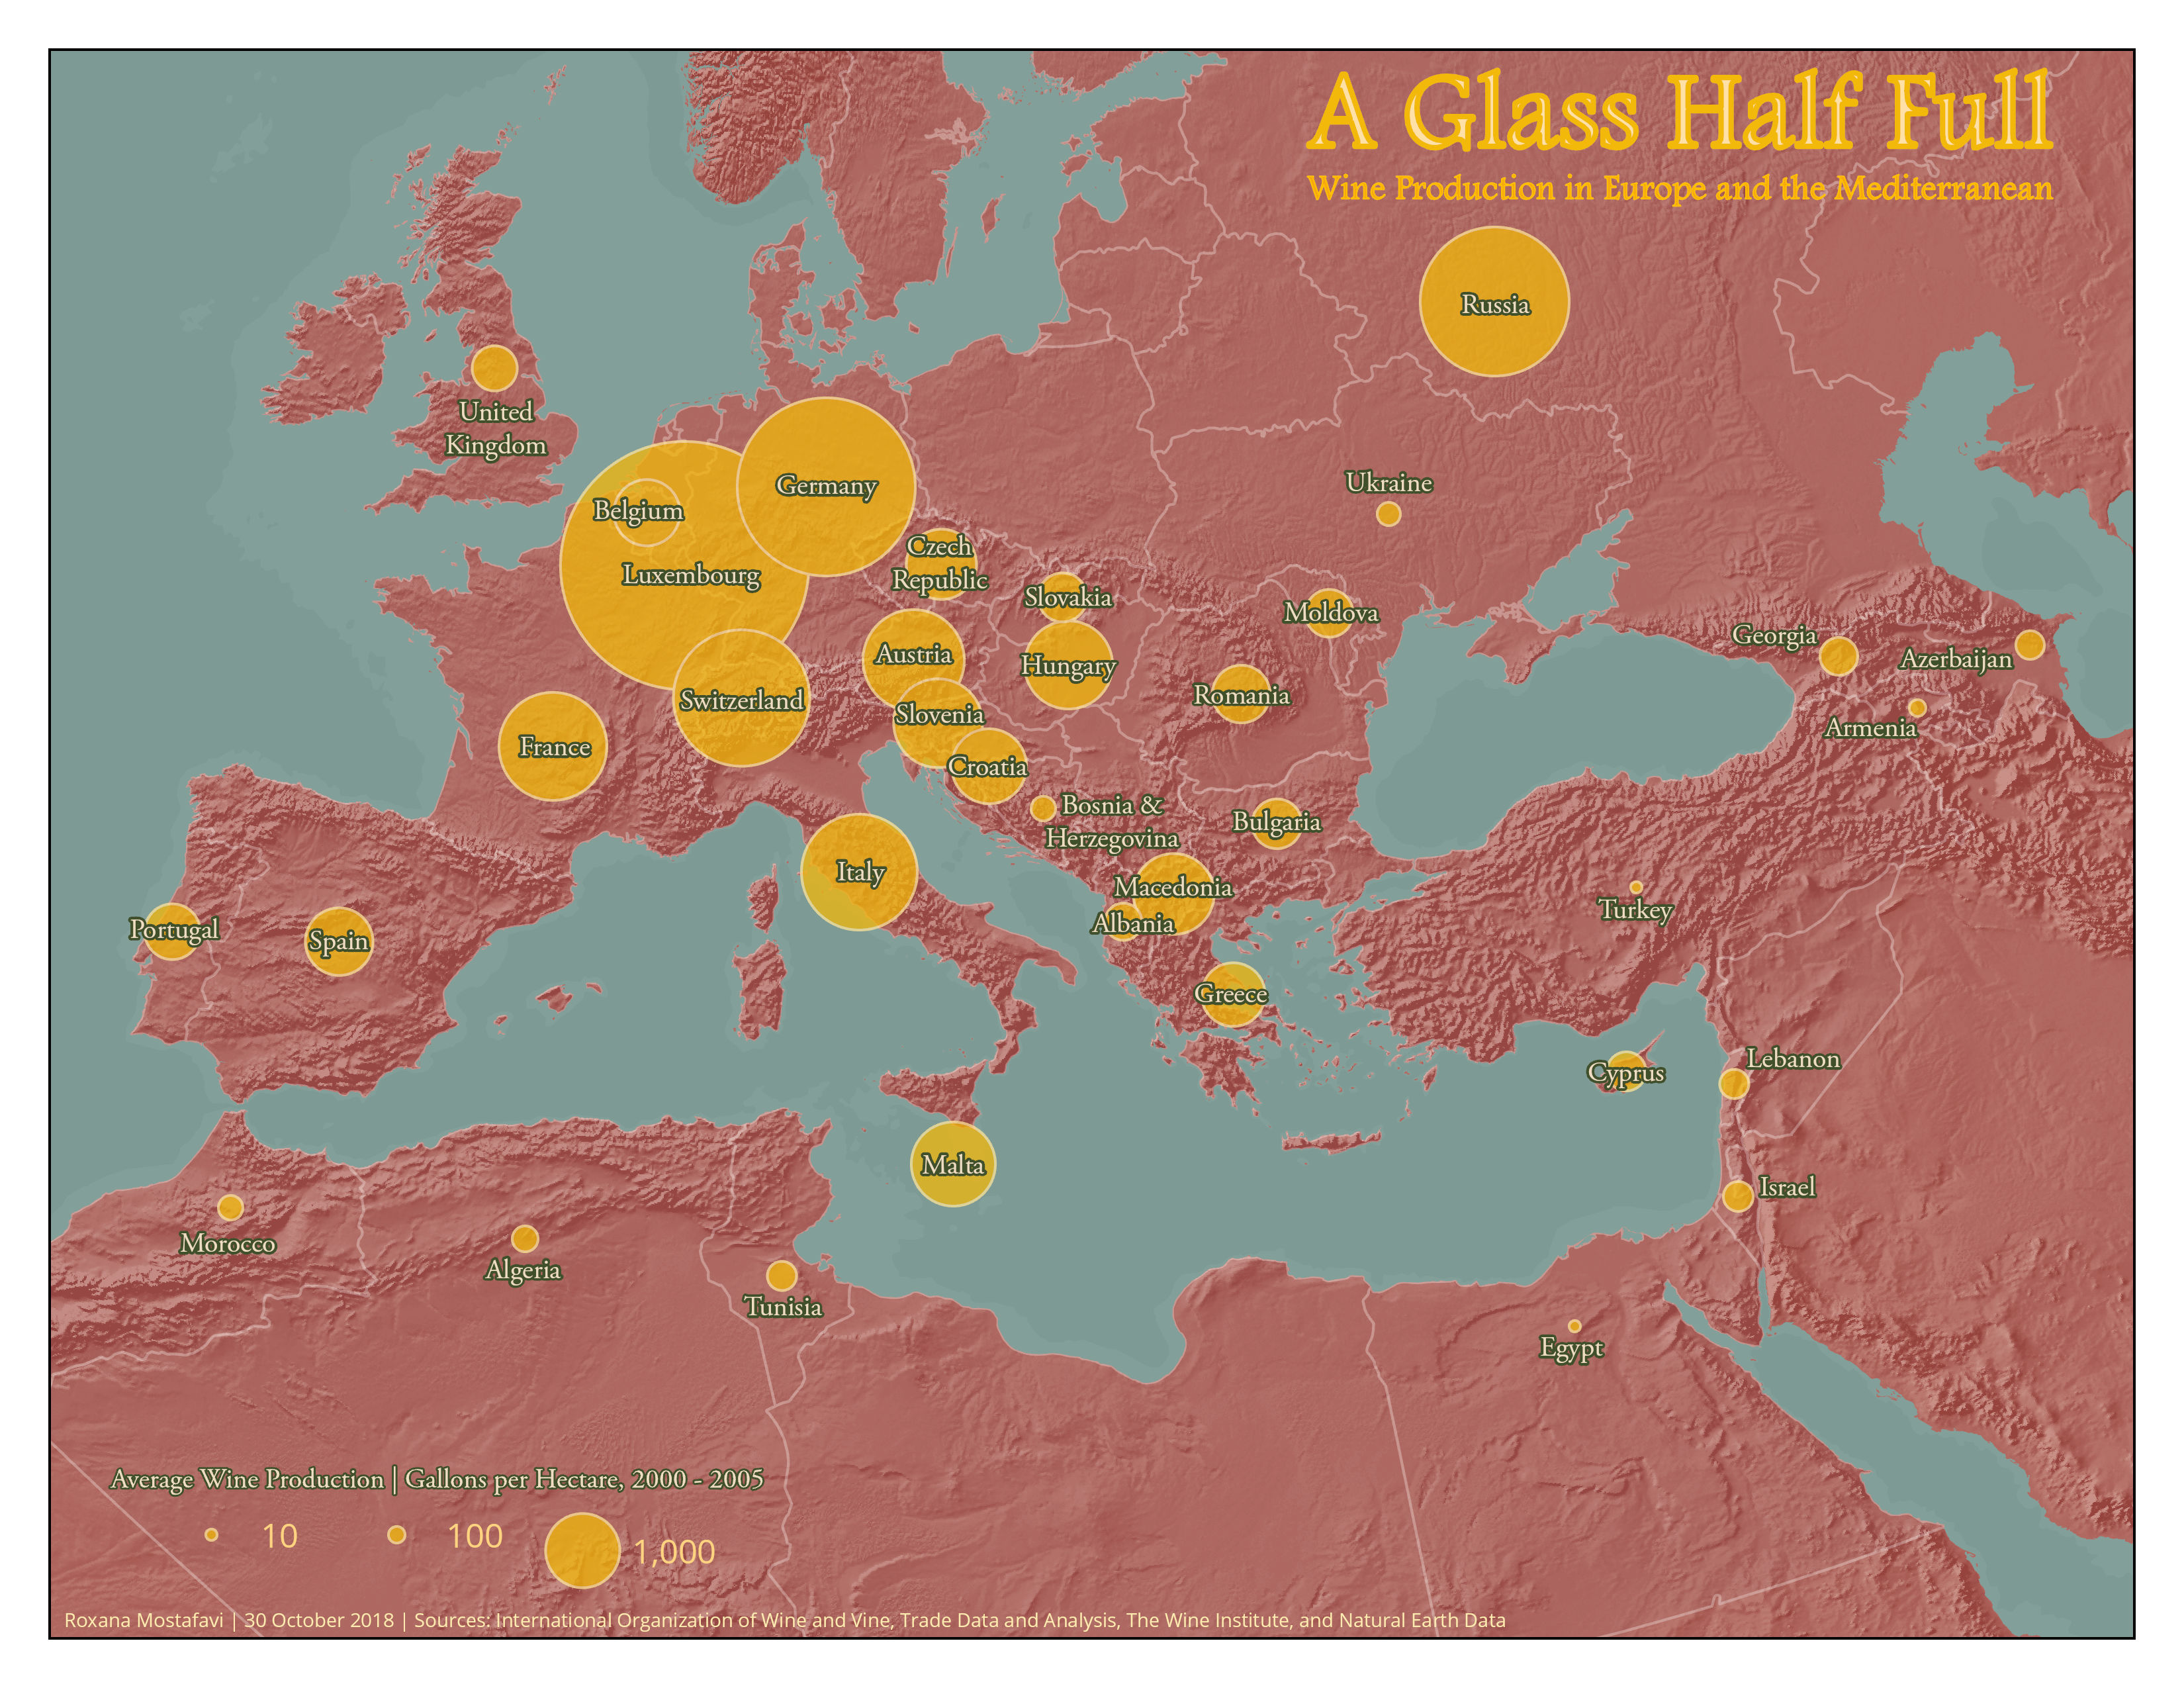 A Glass Half Full
Wine Production in Europe and the Mediterranean
Russia
United
Kingdom
Germany
Ukraine
Belgium
Czech
Republic
Luxembourg
Slovakia
Moldova
Georgia
Austria
Azerbaijan
Hungary
Romania
Switzerland
Slovenia
Armenia
France
Croatia
Bosnia &
Herzegovina
Bulgaria
Italy
Macedonia
Turkey
Albania
Portugal
Spain
Greece
Lebanon
Cyprus
Malta
Israel
Morocco
Algeria
Tunisia
Egypt
Average Wine Production | Gallons per Hectare, 2000 - 2005
10 100 1,000
Roxana Mostafavi | 30 October 2018 | Sources: International Organization of Wine and Vine, Trade Data and Analysis, The Wine Institute, and Natural Earth Data